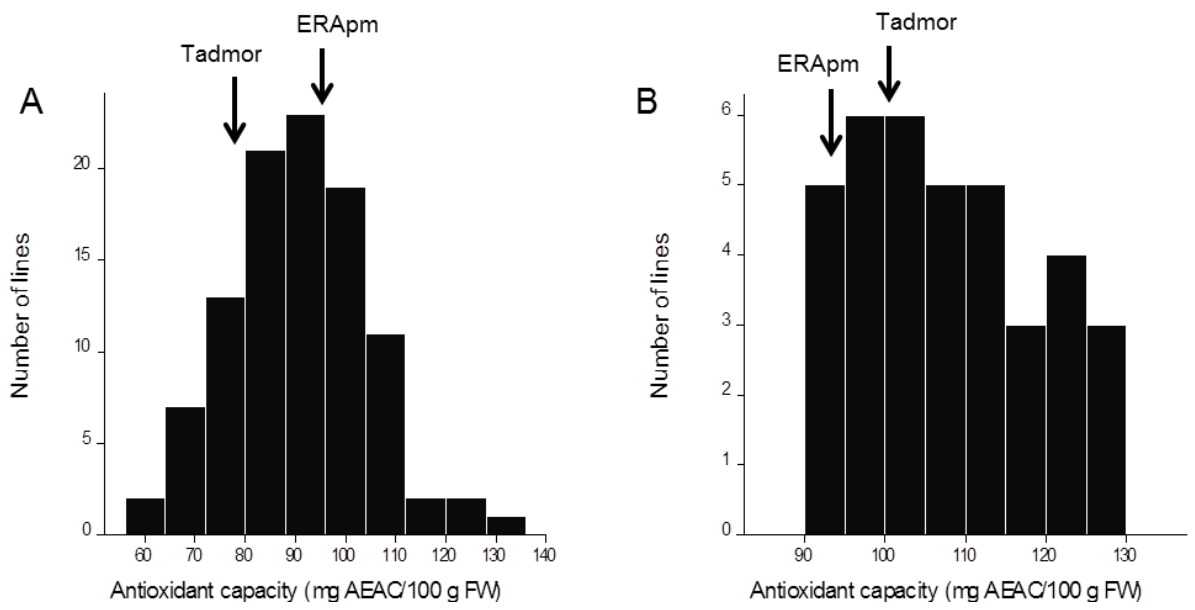 A
Tadmor
ERApm
Number of lines
20
15
10
5
0
60 70 80 90 100 110 120 130 140
Antioxidant capacity (mg AEAC/100 g FW)
B
ERApm
Tadmor
Number of lines
6
5
4
3
2
1
0
90 100 110 120 130
Antioxidant capacity (mg AEAC/100 g FW)